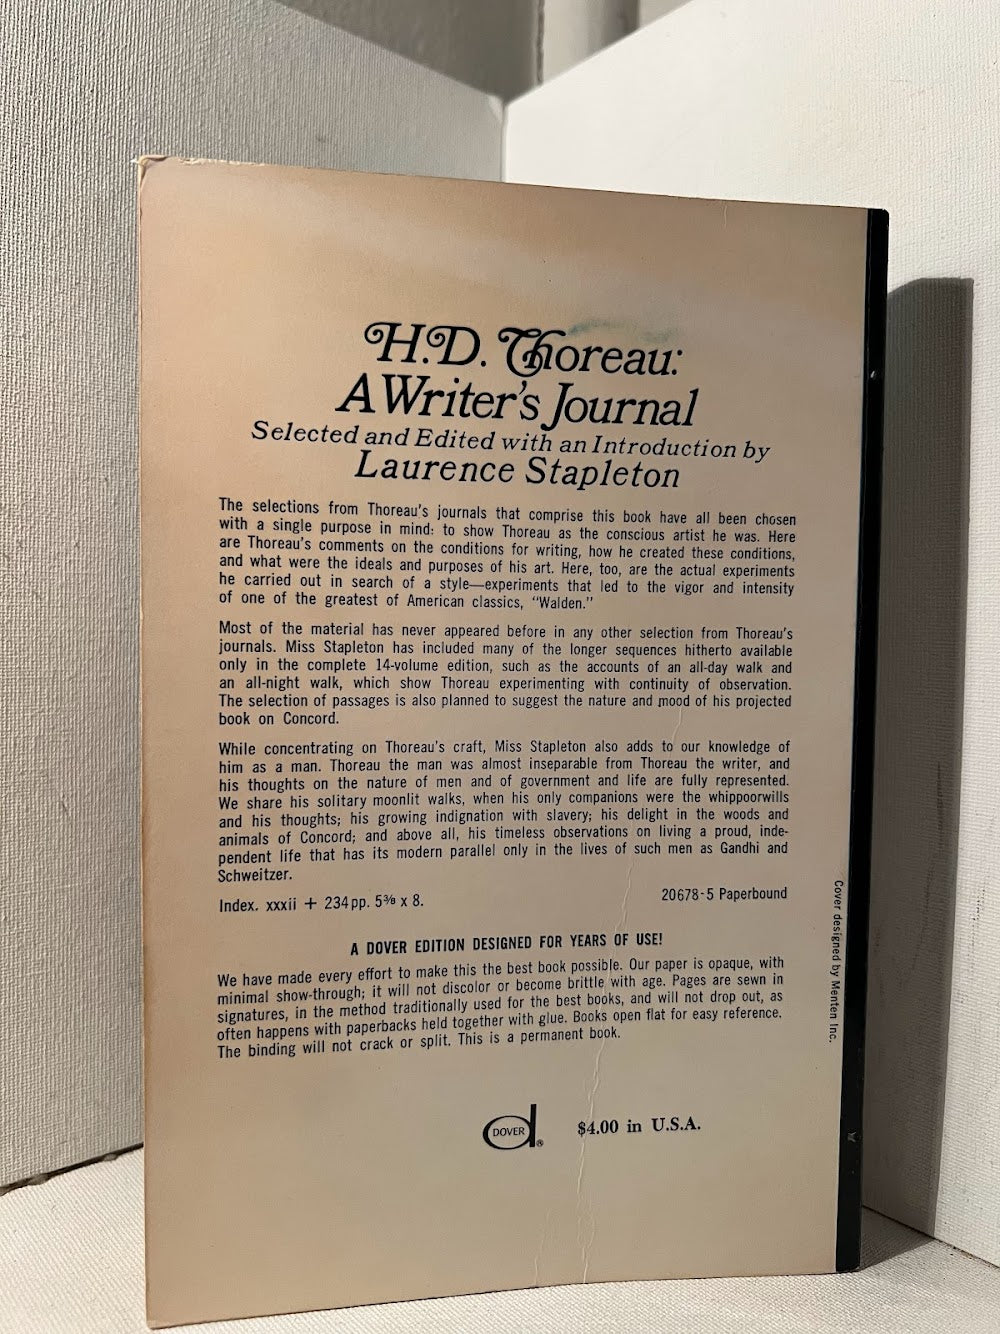 H.D. Thoreau:
A Writer's Journal
Selected and Edited with an Introduction by
Laurence Stapleton
The selections from Thoreau's journals that comprise this book have all been chosen
with a single purpose in mind: to show Thoreau as the conscious artist he was. Here
are Thoreau's comments on the conditions for writing, how he created these conditions,
and what were the ideals and purposes of his art. Here, too, are the actual experiments
he carried out in search of a style—experiments that led to the vigor and intensity
of one of the greatest of American classics, "Walden."
Most of the material has never appeared before in any other selection from Thoreau's
journals. Miss Stapleton has included many of the longer sequences hitherto available
only in the complete 14-volume edition, such as the accounts of an all-day walk and
an all-night walk, which show Thoreau experimenting with continuity of observation.
The selection of passages is also planned to suggest the nature and mood of his projected
book on Concord.
While concentrating on Thoreau's craft, Miss Stapleton also adds to our knowledge of
him as a man. Thoreau the man was almost inseparable from Thoreau the writer, and
his thoughts on the nature of men and of government and life are fully represented.
We share his solitary moonlit walks, when his only companions were the whippoorwills
and his thoughts; his growing indignation with slavery; his delight in the woods and
animals of Concord; and above all, his timeless observations on living a proud, inde-
pendent life that has its modern parallel only in the lives of such men as Gandhi and
Schweitzer.
Index. xxxii + 234pp. 5⅜ x 8. 20678-5 Paperbound
A DOVER EDITION DESIGNED FOR YEARS OF USE!
We have made every effort to make this the best book possible. Our paper is opaque, with
minimal show-through; it will not discolor or become brittle with age. Pages are sewn in
signatures, in the method traditionally used for the best books, and will not drop out, as
often happens with paperbacks held together with glue. Books open flat for easy reference.
The binding will not crack or split. This is a permanent book.
DOVER ® $4.00 in U.S.A.
Cover designed by Menten Inc.